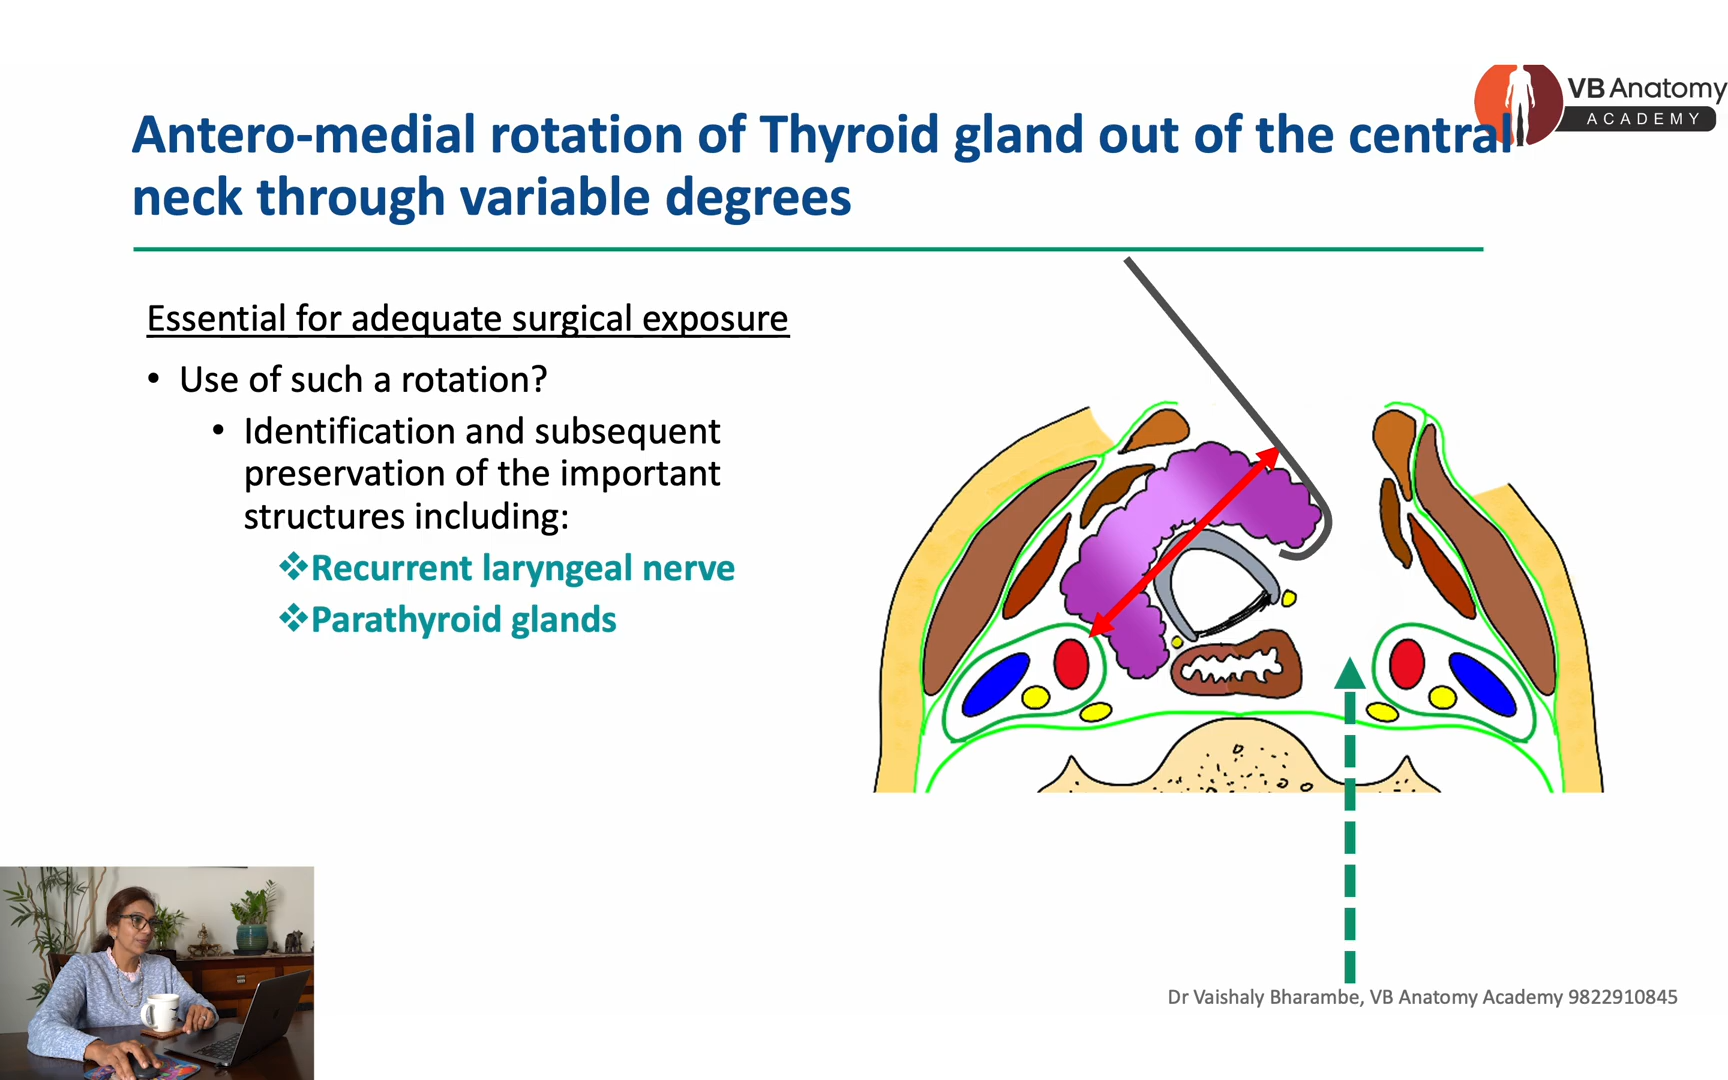 VB Anatomy
ACADEMY
Antero-medial rotation of Thyroid gland out of the central
neck through variable degrees
Essential for adequate surgical exposure
• Use of such a rotation?
• Identification and subsequent
preservation of the important
structures including:
❖Recurrent laryngeal nerve
❖Parathyroid glands
Dr Vaishaly Bharambe, VB Anatomy Academy 9822910845